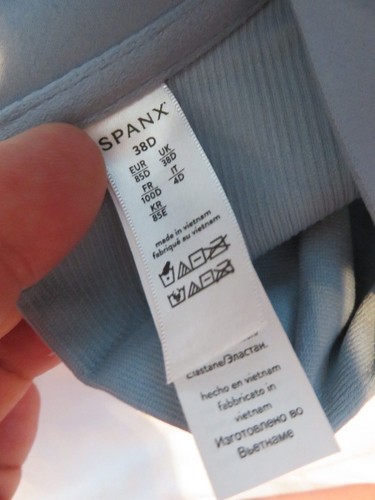 SPANX
38D
EUR UK
85D 38D
FR IT
100D 4D
KR
85E
made in vietnam
fabriqué au vietnam
Elastane/Эластан.
hecho en vietnam
fabbricato in
vietnam
Изготовлено во
Вьетнаме